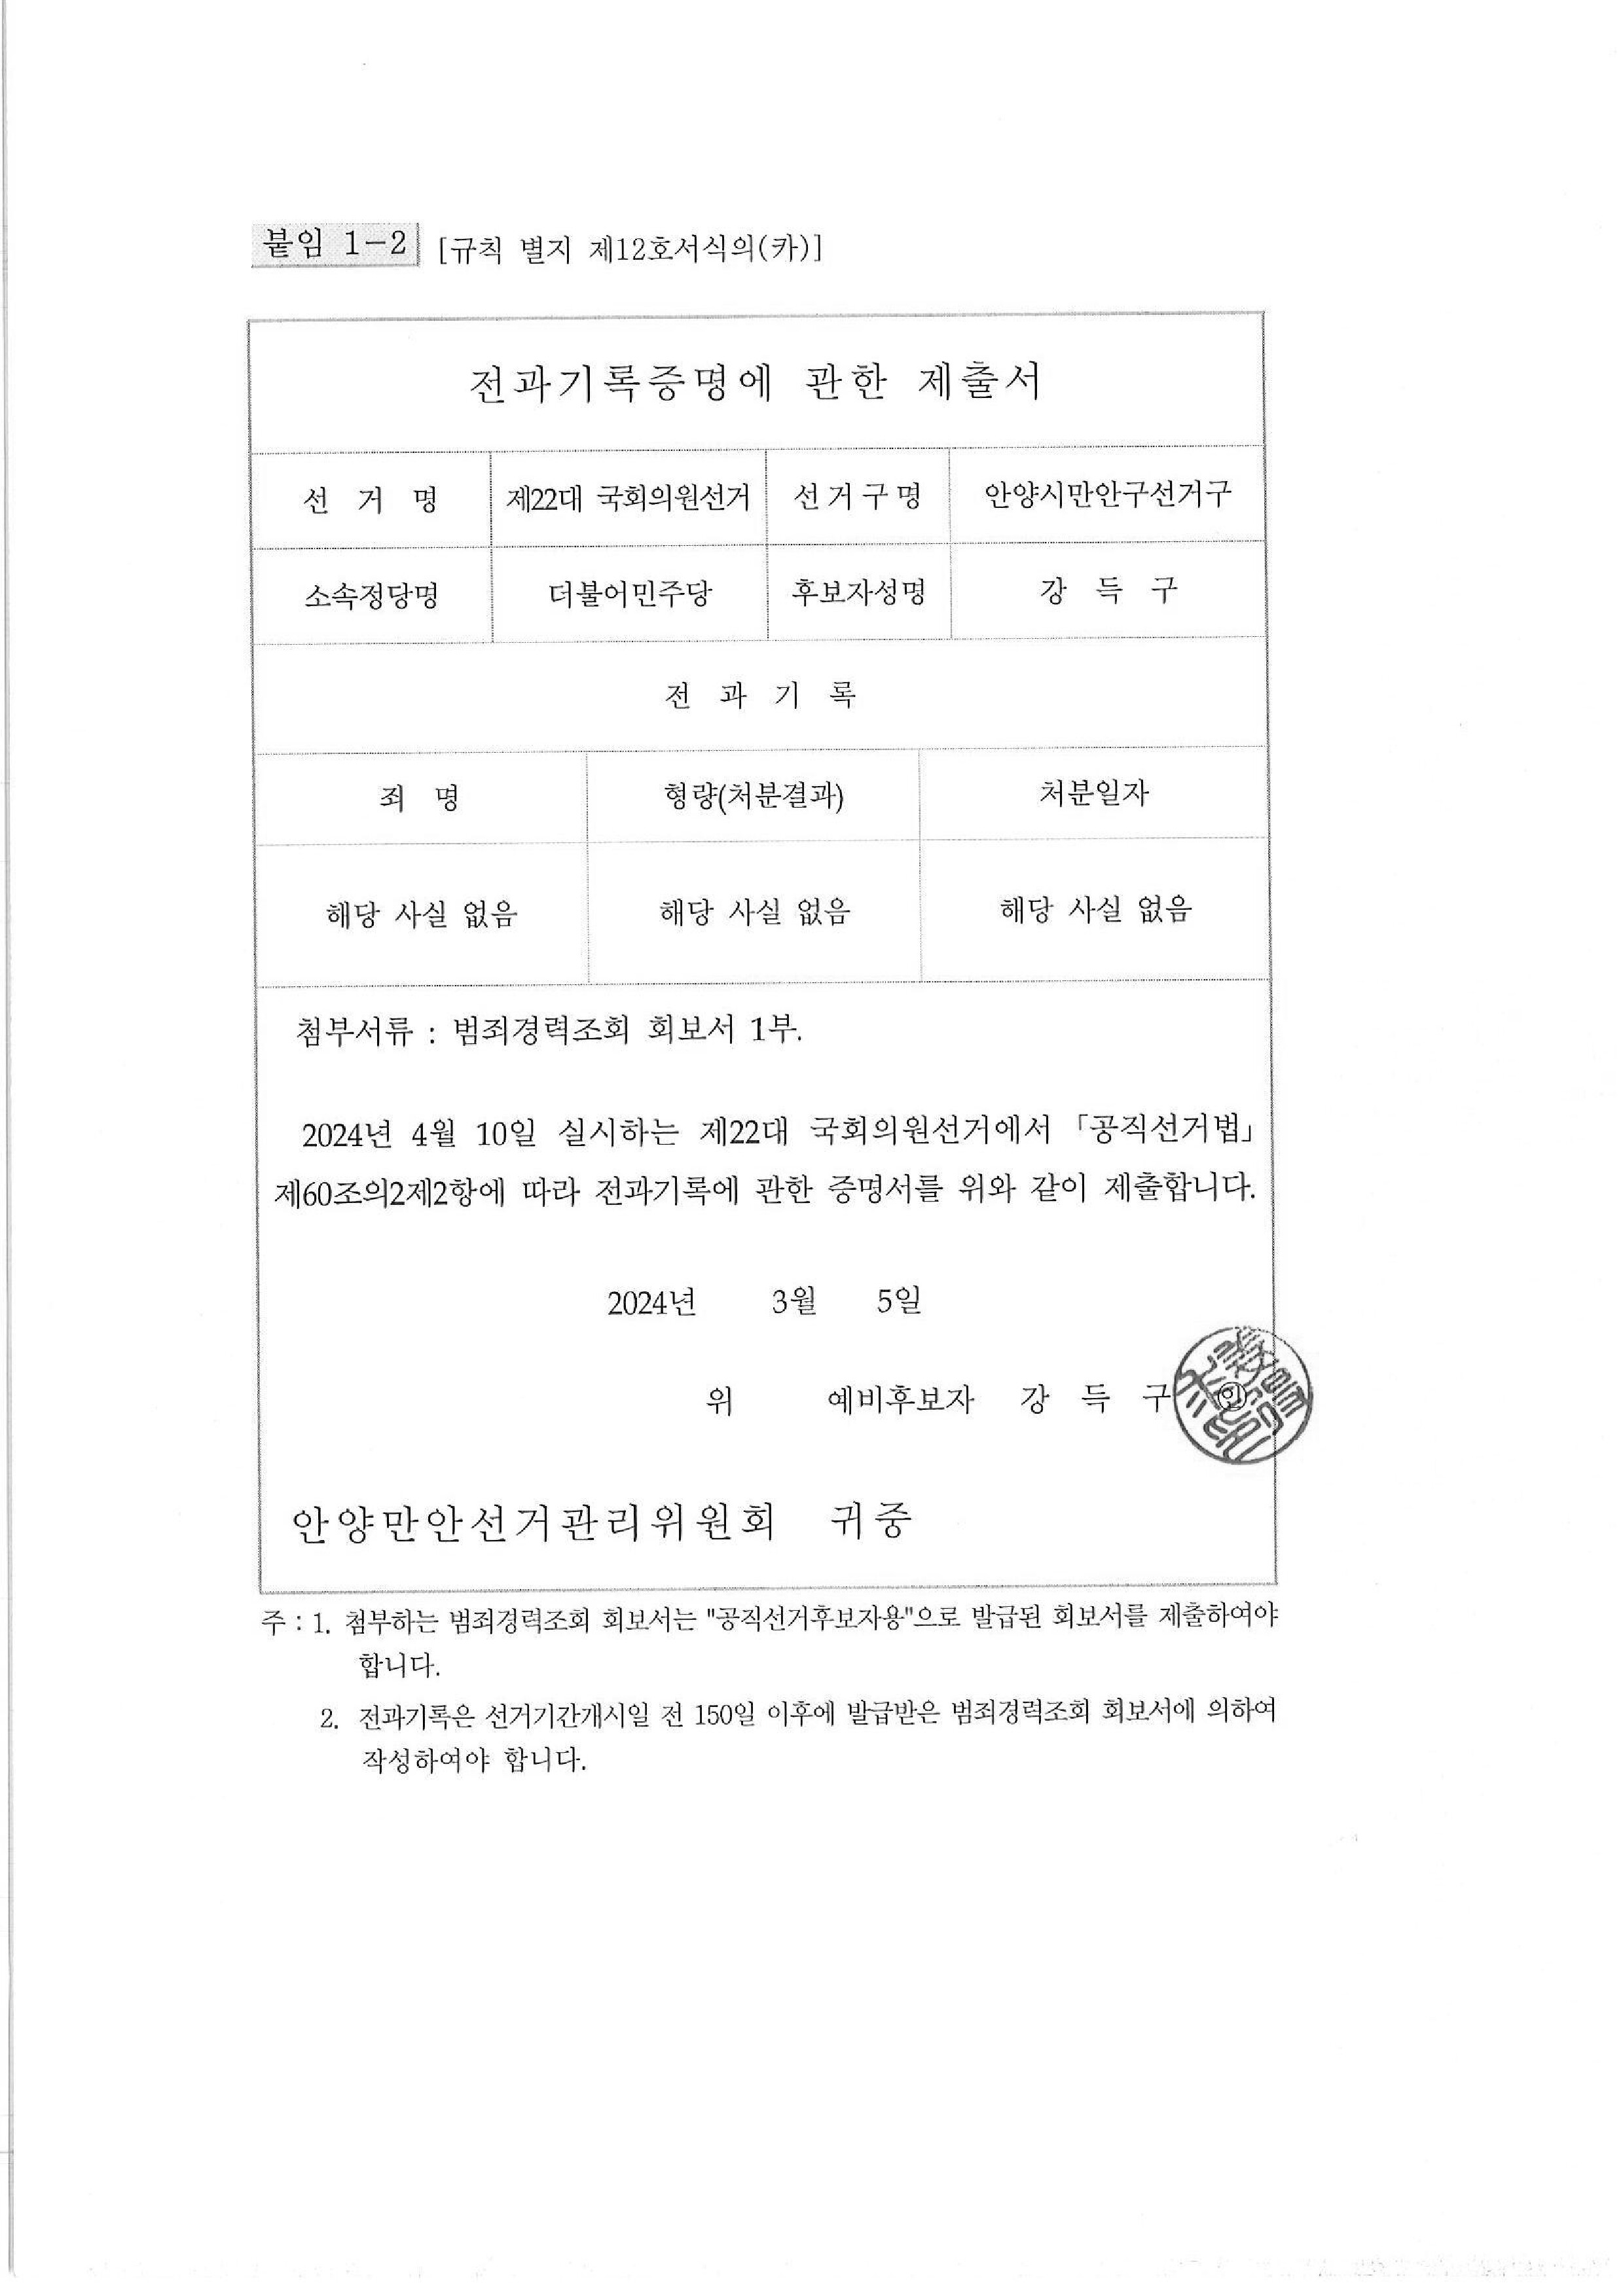 붙임 1-2 [규칙 별지 제12호서식의(카)]
전과기록증명에 관한 제출서
선 거 명 제22대 국회의원선거 선거구명 안양시만안구선거구
소속정당명 더불어민주당 후보자성명 강 득 구
전 과 기 록
죄 명 형량(처분결과) 처분일자
해당 사실 없음 해당 사실 없음 해당 사실 없음
첨부서류 : 범죄경력조회 회보서 1부.
2024년 4월 10일 실시하는 제22대 국회의원선거에서 「공직선거법」
제60조의2제2항에 따라 전과기록에 관한 증명서를 위와 같이 제출합니다.
2024년 3월 5일
위 예비후보자 강 득 구 ㊞
안양만안선거관리위원회 귀중
주 : 1. 첨부하는 범죄경력조회 회보서는 "공직선거후보자용"으로 발급된 회보서를 제출하여야
합니다.
2. 전과기록은 선거기간개시일 전 150일 이후에 발급받은 범죄경력조회 회보서에 의하여
작성하여야 합니다.